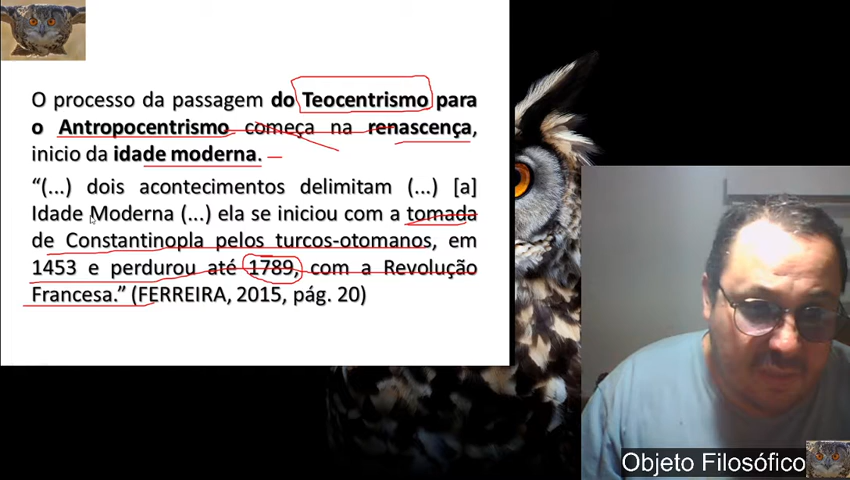 O processo da passagem do Teocentrismo para
o Antropocentrismo começa na renascença,
inicio da idade moderna.
“(...) dois acontecimentos delimitam (...) [a]
Idade Moderna (...) ela se iniciou com a tomada
de Constantinopla pelos turcos-otomanos, em
1453 e perdurou até 1789, com a Revolução
Francesa.” (FERREIRA, 2015, pág. 20)
Objeto Filosófico